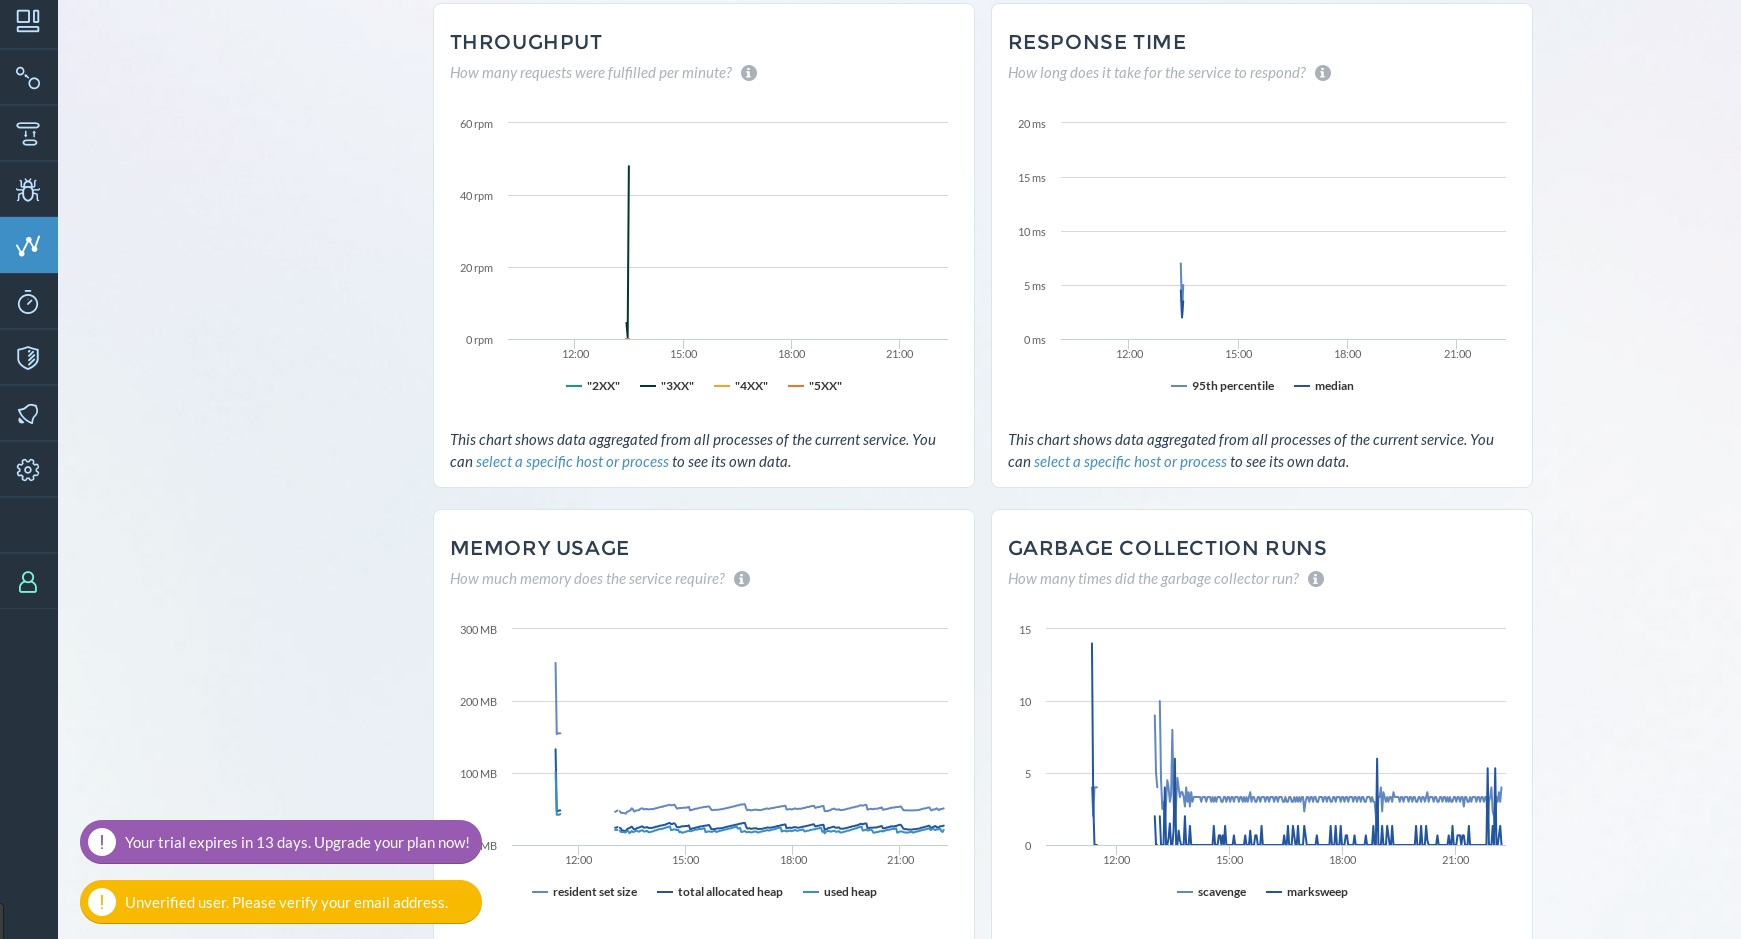 THROUGHPUT
How many requests were fulfilled per minute?
60 rpm
40 rpm
20 rpm
0 rpm
12:00 15:00 18:00 21:00
"2XX" "3XX" "4XX" "5XX"
This chart shows data aggregated from all processes of the current service. You
can select a specific host or process to see its own data.
RESPONSE TIME
How long does it take for the service to respond?
20 ms
15 ms
10 ms
5 ms
0 ms
12:00 15:00 18:00 21:00
95th percentile median
This chart shows data aggregated from all processes of the current service. You
can select a specific host or process to see its own data.
MEMORY USAGE
How much memory does the service require?
300 MB
200 MB
100 MB
MB
12:00 15:00 18:00 21:00
resident set size total allocated heap used heap
GARBAGE COLLECTION RUNS
How many times did the garbage collector run?
15
10
5
0
12:00 15:00 18:00 21:00
scavenge marksweep
! Your trial expires in 13 days. Upgrade your plan now!
! Unverified user. Please verify your email address.